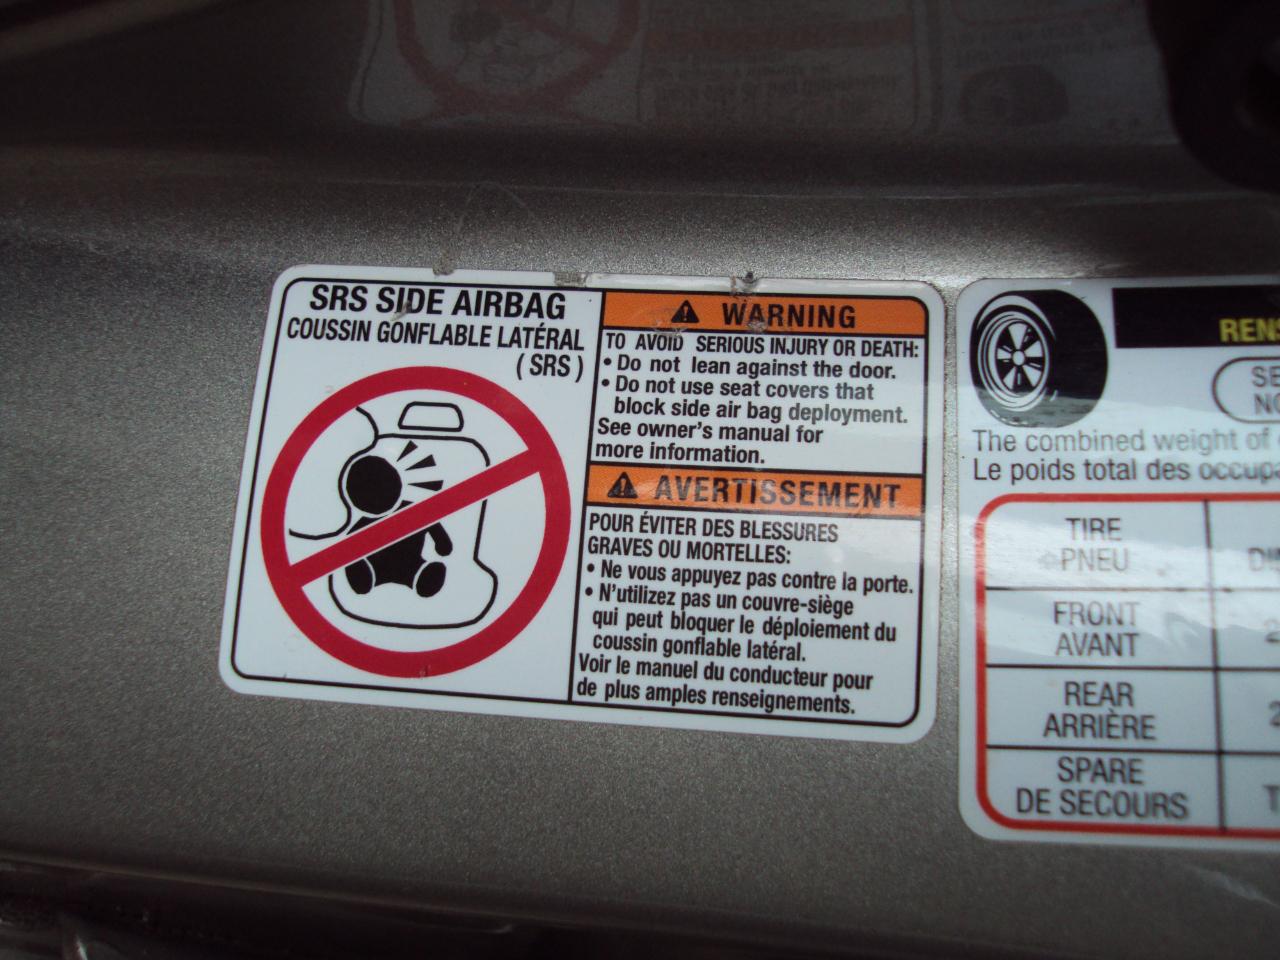 SRS SIDE AIRBAG
COUSSIN GONFLABLE LATÉRAL
(SRS)
WARNING
TO AVOID SERIOUS INJURY OR DEATH:
• Do not lean against the door.
• Do not use seat covers that
block side air bag deployment.
See owner's manual for
more information.
AVERTISSEMENT
POUR ÉVITER DES BLESSURES
GRAVES OU MORTELLES:
• Ne vous appuyez pas contre la porte.
• N'utilizez pas un couvre-siège
qui peut bloquer le déploiement du
coussin gonflable latéral.
Voir le manuel du conducteur pour
de plus amples renseignements.
The combined weight of
Le poids total des
TIRE
PNEU
FRONT
AVANT
REAR
ARRIÈRE
SPARE
DE SECOURS